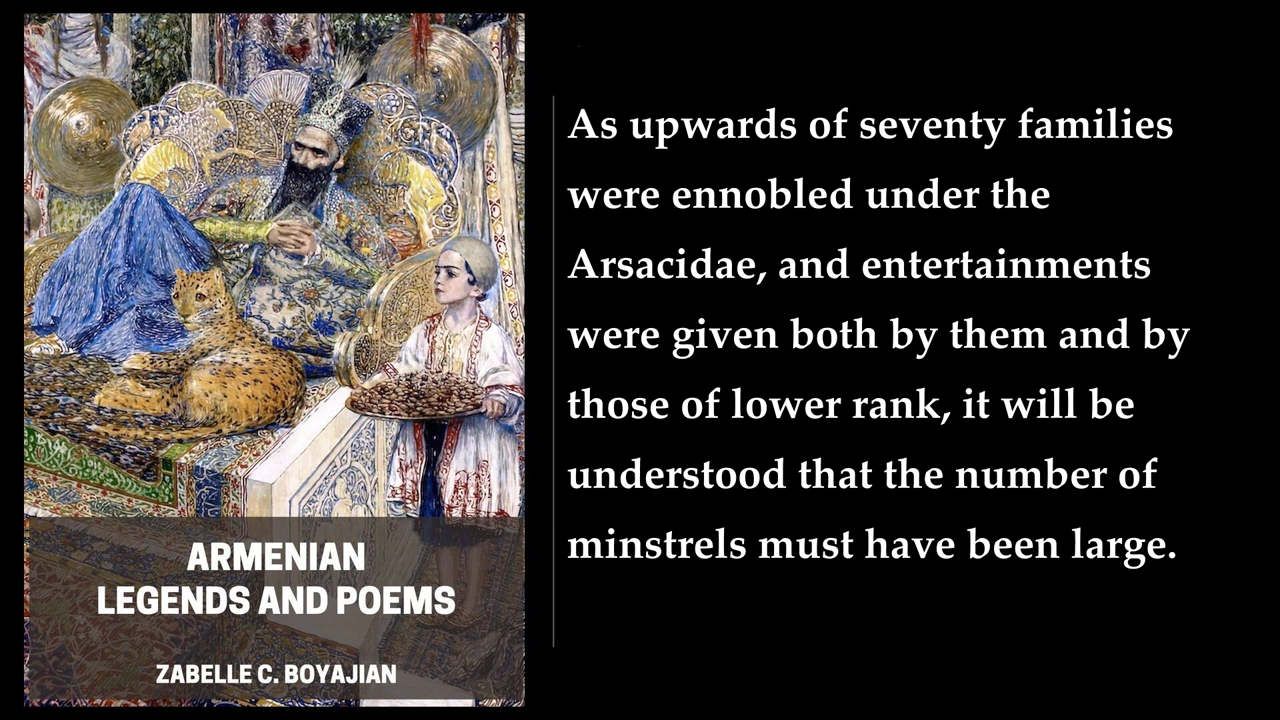 ARMENIAN
LEGENDS AND POEMS
ZABELLE C. BOYAJIAN
As upwards of seventy families
were ennobled under the
Arsacidae, and entertainments
were given both by them and by
those of lower rank, it will be
understood that the number of
minstrels must have been large.